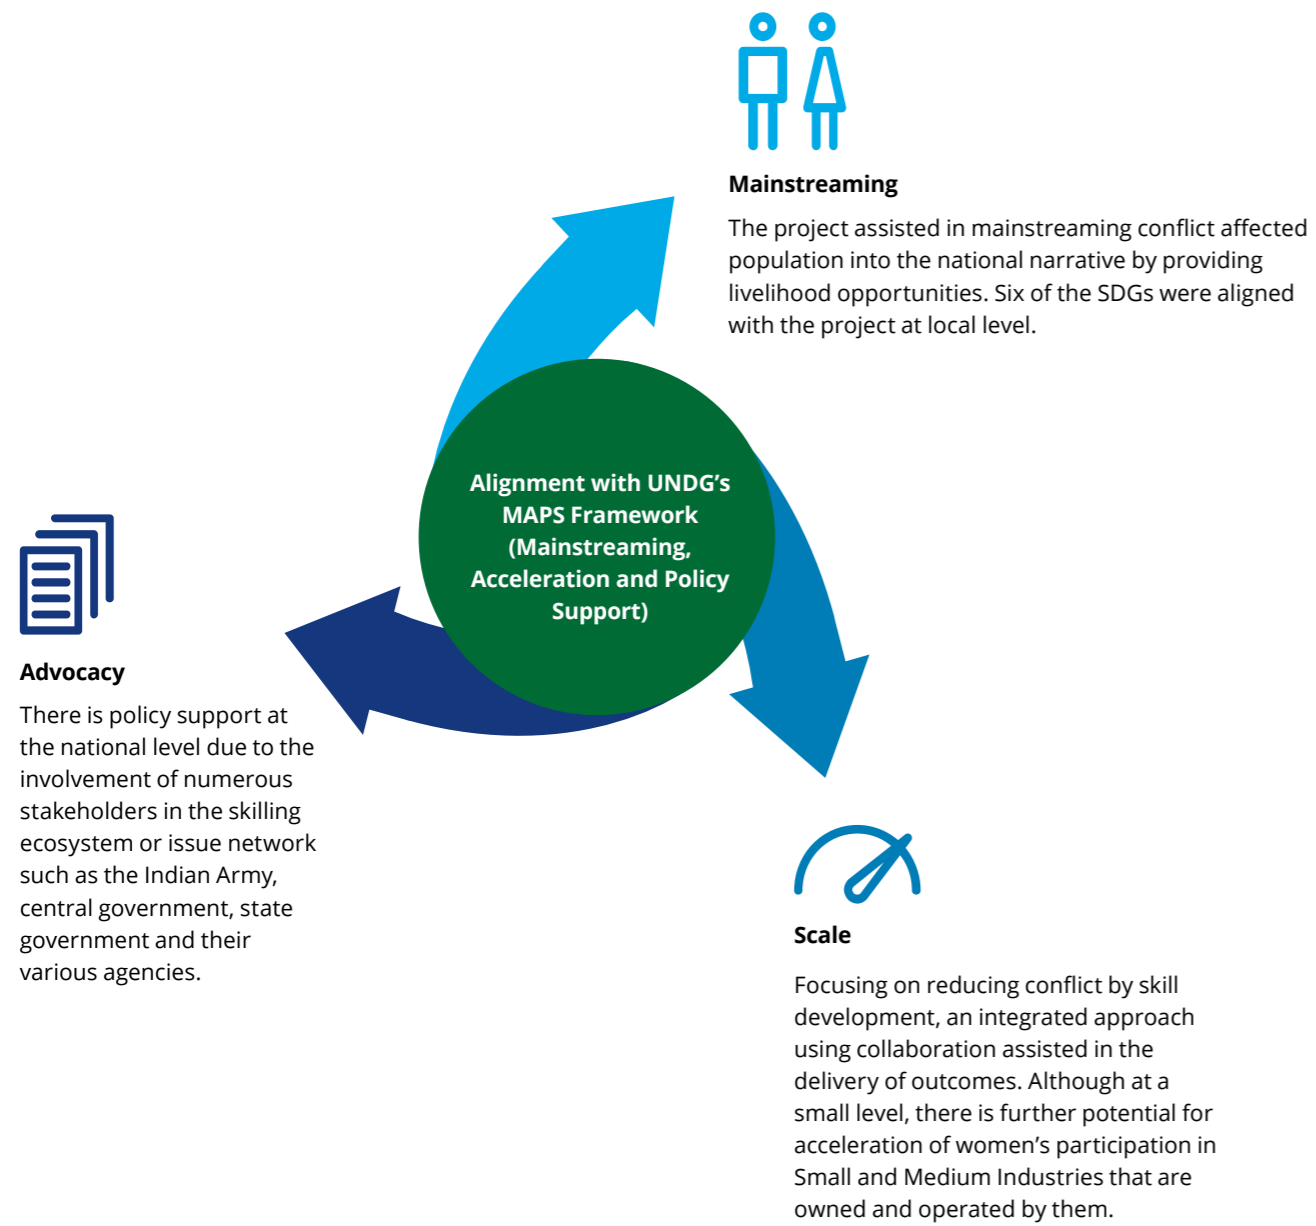 Mainstreaming
The project assisted in mainstreaming conflict affected
population into the national narrative by providing
livelihood opportunities. Six of the SDGs were aligned
with the project at local level.
Alignment with UNDG’s
MAPS Framework
(Mainstreaming,
Acceleration and Policy
Support)
Advocacy
There is policy support at
the national level due to the
involvement of numerous
stakeholders in the skilling
ecosystem or issue network
such as the Indian Army,
central government, state
government and their
various agencies.
Scale
Focusing on reducing conflict by skill
development, an integrated approach
using collaboration assisted in the
delivery of outcomes. Although at a
small level, there is further potential for
acceleration of women’s participation in
Small and Medium Industries that are
owned and operated by them.